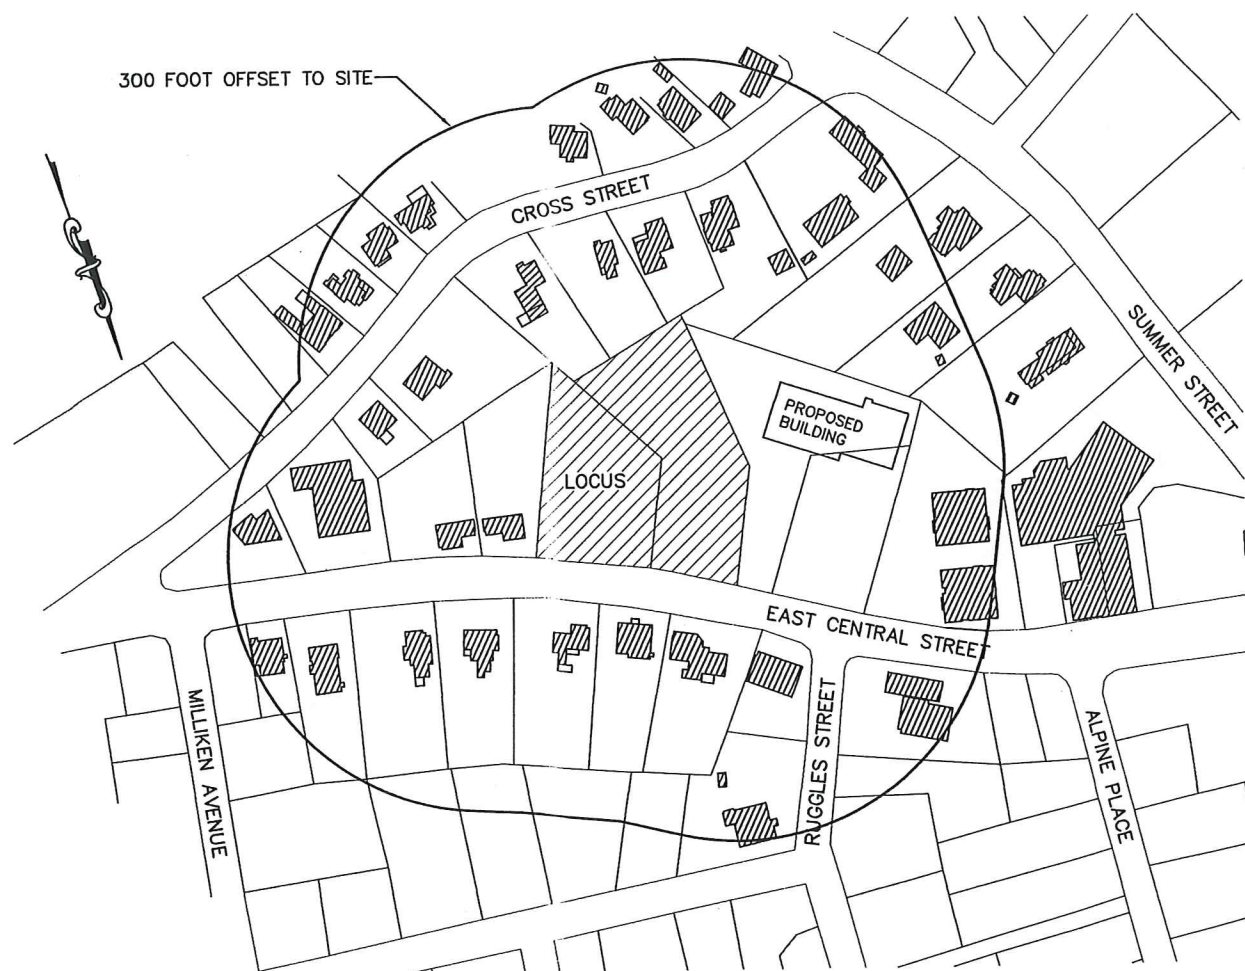 300 FOOT OFFSET TO SITE
CROSS STREET
SUMMER STREET
PROPOSED
BUILDING
LOCUS
EAST CENTRAL STREET
MILLIKEN AVENUE
RUGGLES STREET
ALPINE PLACE